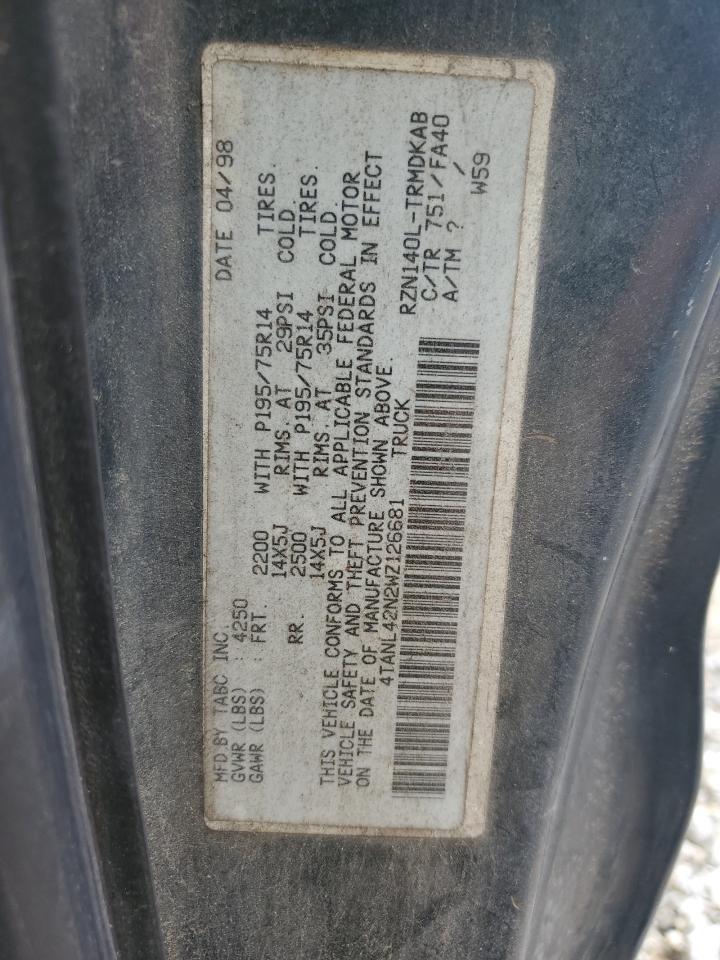 MFD.BY TABC INC. DATE 04/98
GVWR (LBS) : 4250
GAWR (LBS) : FRT. 2200 WITH P195/75R14 TIRES.
14X5J RIMS. AT 29PSI COLD.
RR. 2500 WITH P195/75R14 TIRES.
14X5J RIMS. AT 35PSI COLD.
THIS VEHICLE CONFORMS TO ALL APPLICABLE FEDERAL MOTOR
VEHICLE SAFETY AND THEFT PREVENTION STANDARDS IN EFFECT
ON THE DATE OF MANUFACTURE SHOWN ABOVE.
4TANL42N2WZ126681 TRUCK
RZN140L-TRMDKAB
C/TR 751/FA40
A/TM ? /
W59